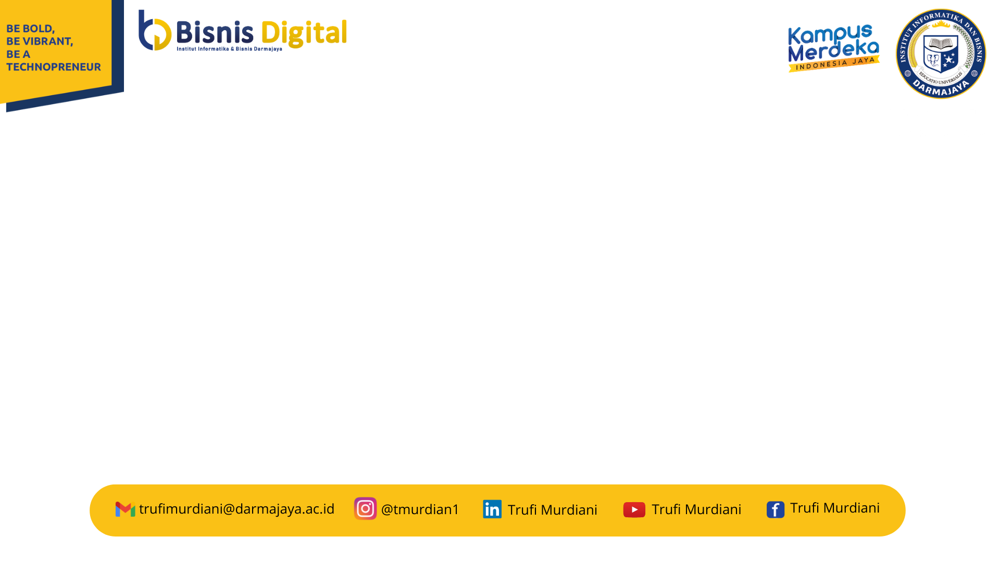 BE BOLD,
BE VIBRANT,
BE A
TECHNOPRENEUR
Bisnis Digital
Institut Informatika & Bisnis Darmajaya
Kampus
Merdeka
INDONESIA JAYA
INSTITUT INFORMATIKA DAN BISNIS
EDUCATIO UNIVERSALIS
DARMAJAYA
trufimurdiani@darmajaya.ac.id
@tmurdian1
Trufi Murdiani
Trufi Murdiani
Trufi Murdiani